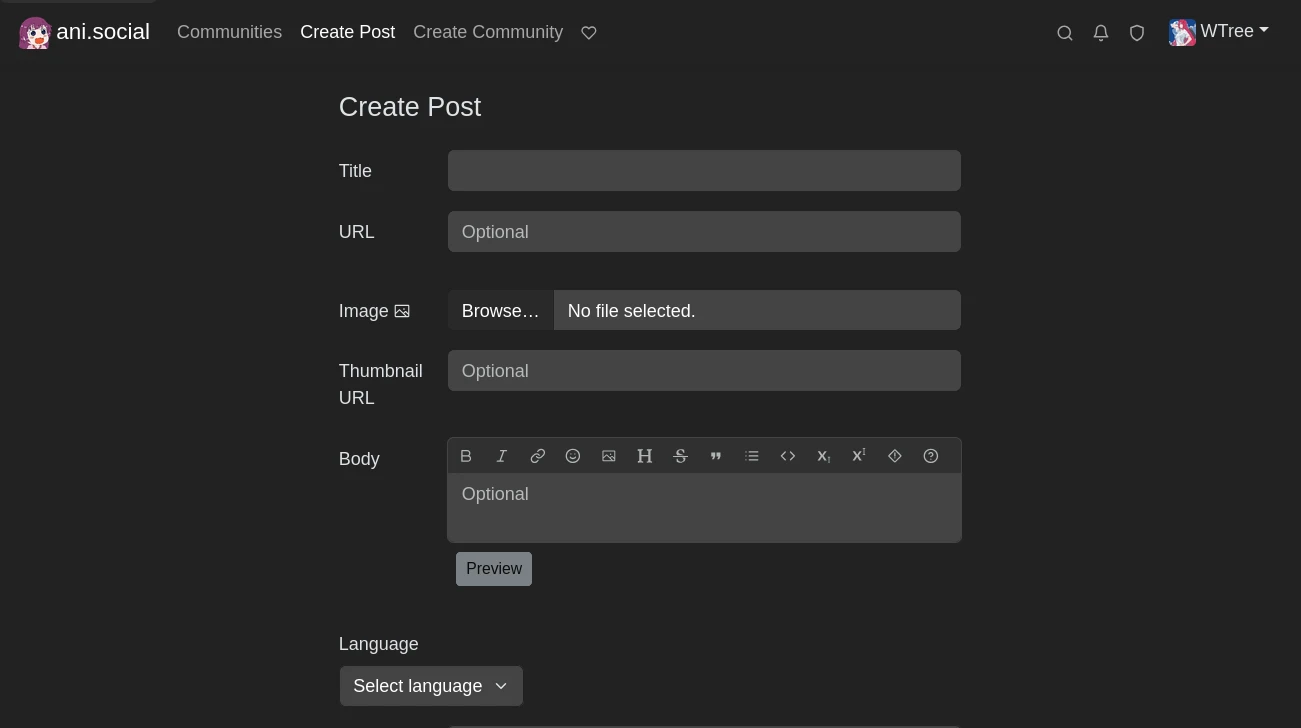 ani.social Communities Create Post Create Community WTree
Create Post
Title
URL Optional
Image Browse… No file selected.
Thumbnail URL Optional
Body
Optional
Preview
Language
Select language